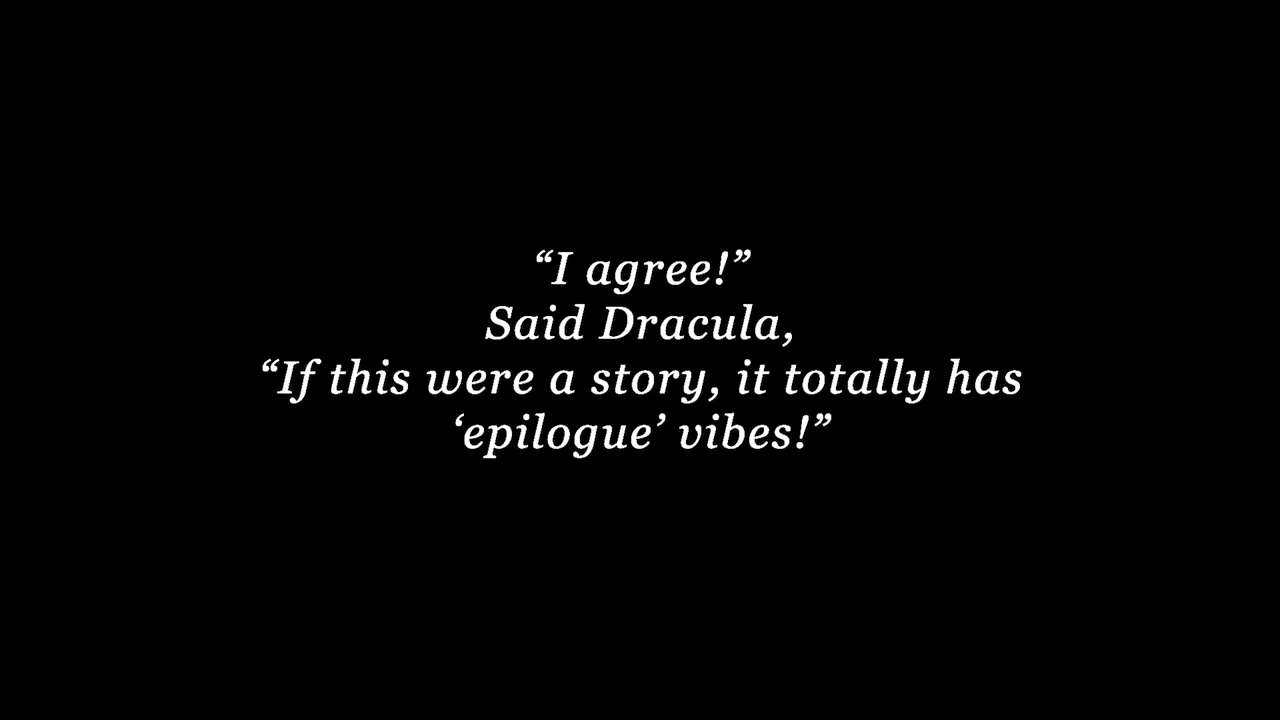 “I agree!”
Said Dracula,
“If this were a story, it totally has
‘epilogue’ vibes!”